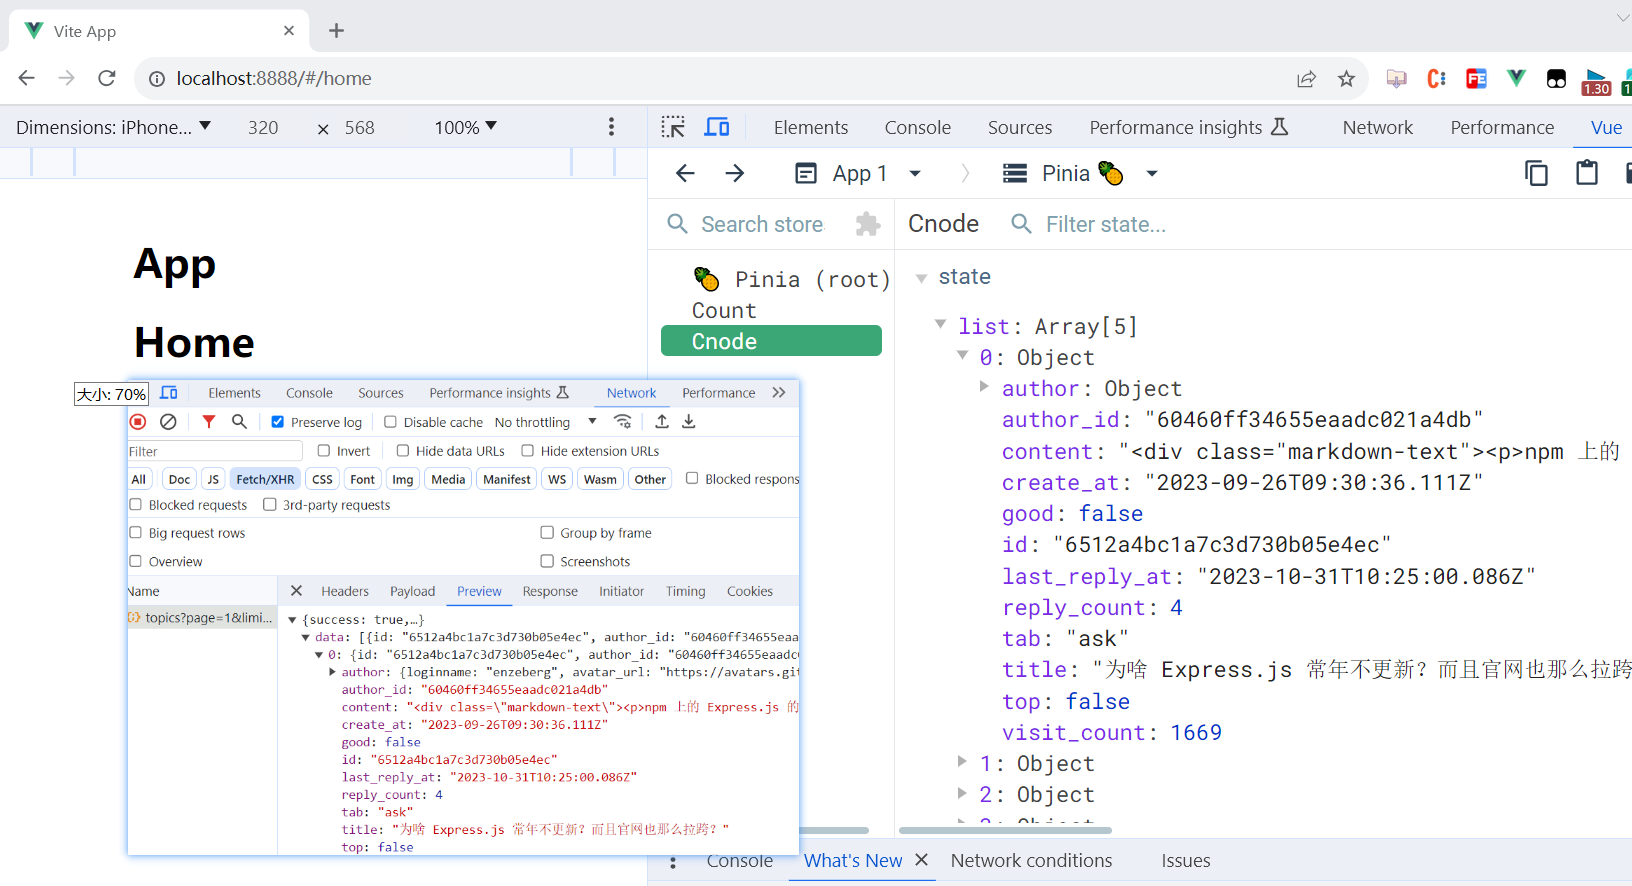 Vite App
localhost:8888/#/home
1.30
Dimensions: iPhone... 320 × 568 100%
Elements Console Sources Performance insights Network Performance Vue
App 1 Pinia
Search store
Cnode Filter state...
App
Home
Pinia (root)
Count
Cnode
state
list: Array[5]
0: Object
author: Object
author_id: "60460ff34655eaadc021a4db"
content: "<div class="markdown-text"><p>npm 上的
create_at: "2023-09-26T09:30:36.111Z"
good: false
id: "6512a4bc1a7c3d730b05e4ec"
last_reply_at: "2023-10-31T10:25:00.086Z"
reply_count: 4
tab: "ask"
title: "为啥 Express.js 常年不更新? 而且官网也那么拉跨
top: false
visit_count: 1669
1: Object
2: Object
大小: 70%
Elements Console Sources Performance insights Network Performance
Preserve log Disable cache No throttling
Filter Invert Hide data URLs Hide extension URLs
All Doc JS Fetch/XHR CSS Font Img Media Manifest WS Wasm Other Blocked respons
Blocked requests 3rd-party requests
Big request rows Group by frame
Overview Screenshots
Name Headers Payload Preview Response Initiator Timing Cookies
topics?page=1&limi...
{success: true,…}
data: [{id: "6512a4bc1a7c3d730b05e4ec", author_id: "60460ff34655eaa
0: {id: "6512a4bc1a7c3d730b05e4ec", author_id: "60460ff34655eaadc
author: {loginname: "enzeberg", avatar_url: "https://avatars.git
author_id: "60460ff34655eaadc021a4db"
content: "<div class=\"markdown-text\"><p>npm 上的 Express.js 的
create_at: "2023-09-26T09:30:36.111Z"
good: false
id: "6512a4bc1a7c3d730b05e4ec"
last_reply_at: "2023-10-31T10:25:00.086Z"
reply_count: 4
tab: "ask"
title: "为啥 Express.js 常年不更新? 而且官网也那么拉跨? "
top: false
Console What's New Network conditions Issues